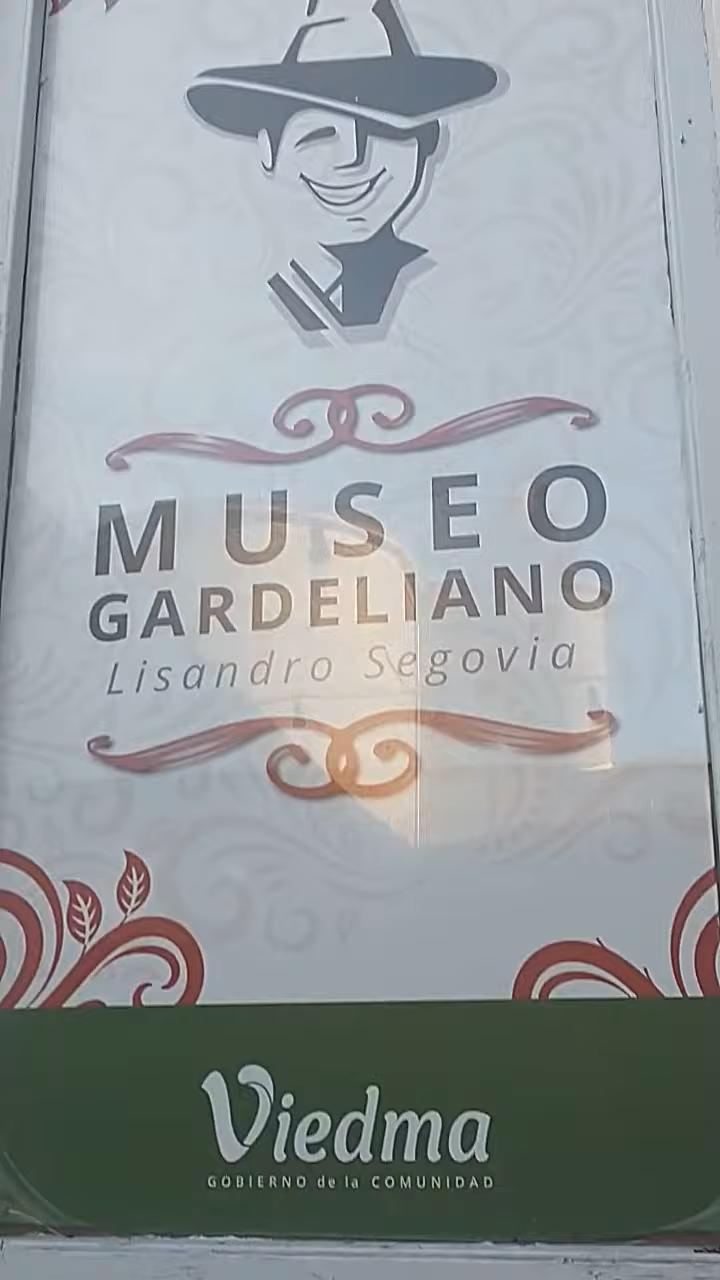 MUSEO
GARDELIANO
Lisandro Segovia
Viedma
GOBIERNO de la COMUNIDAD